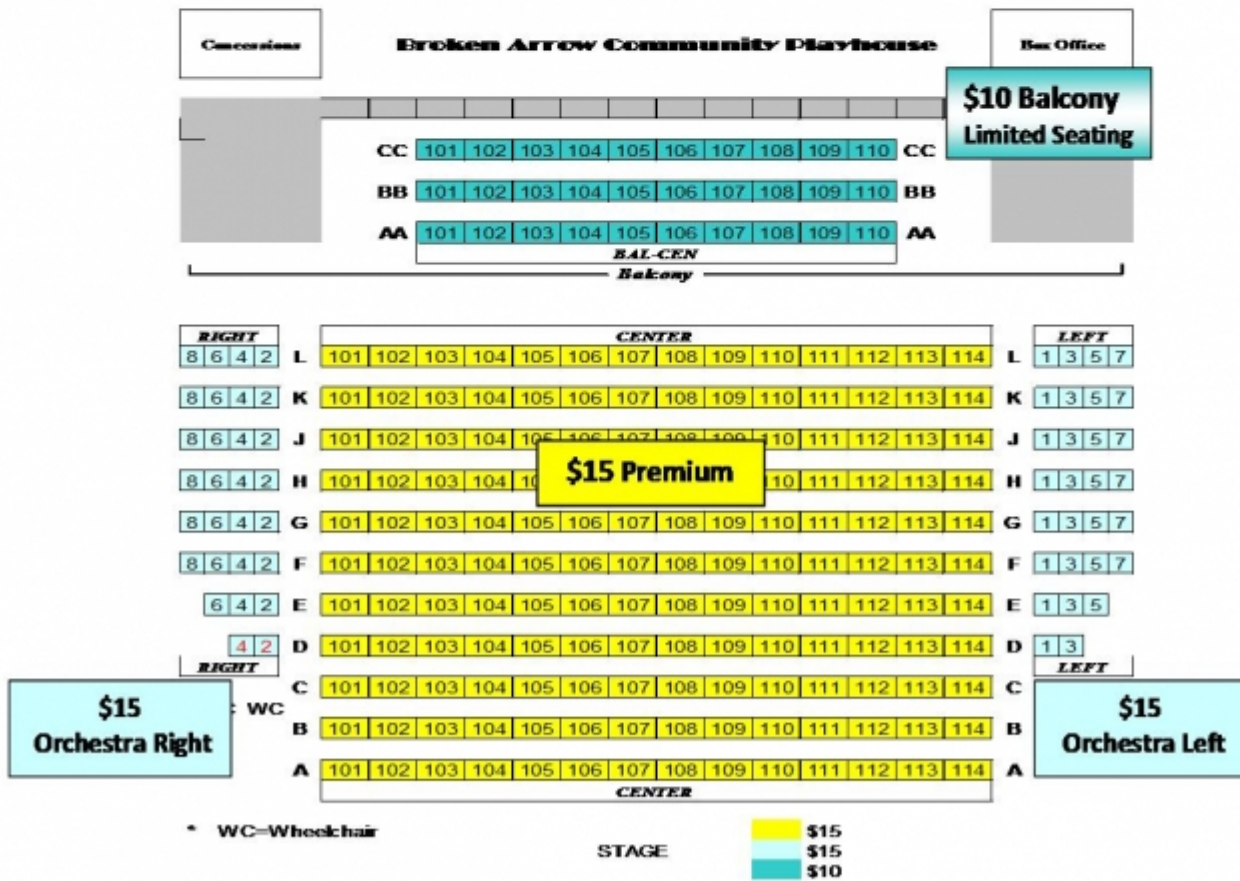 Concessions
Broken Arrow Community Playhouse
Box Office
$10 Balcony
Limited Seating
CC 101 102 103 104 105 106 107 108 109 110 CC
BB 101 102 103 104 105 106 107 108 109 110 BB
AA 101 102 103 104 105 106 107 108 109 110 AA
BAL-CEN
Balcony
RIGHT CENTER LEFT
8 6 4 2 L 101 102 103 104 105 106 107 108 109 110 111 112 113 114 L 1 3 5 7
8 6 4 2 K 101 102 103 104 105 106 107 108 109 110 111 112 113 114 K 1 3 5 7
8 6 4 2 J 101 102 103 104 105 106 107 108 109 110 111 112 113 114 J 1 3 5 7
$15 Premium
8 6 4 2 H 101 102 103 104 110 111 112 113 114 H 1 3 5 7
8 6 4 2 G 101 102 103 104 105 106 107 108 109 110 111 112 113 114 G 1 3 5 7
8 6 4 2 F 101 102 103 104 105 106 107 108 109 110 111 112 113 114 F 1 3 5 7
6 4 2 E 101 102 103 104 105 106 107 108 109 110 111 112 113 114 E 1 3 5
4 2 D 101 102 103 104 105 106 107 108 109 110 111 112 113 114 D 1 3
RIGHT LEFT
C 101 102 103 104 105 106 107 108 109 110 111 112 113 114 C
WC
$15
Orchestra Right
B 101 102 103 104 105 106 107 108 109 110 111 112 113 114 B
$15
Orchestra Left
A 101 102 103 104 105 106 107 108 109 110 111 112 113 114 A
CENTER
* WC=Wheelchair
STAGE
$15
$15
$10